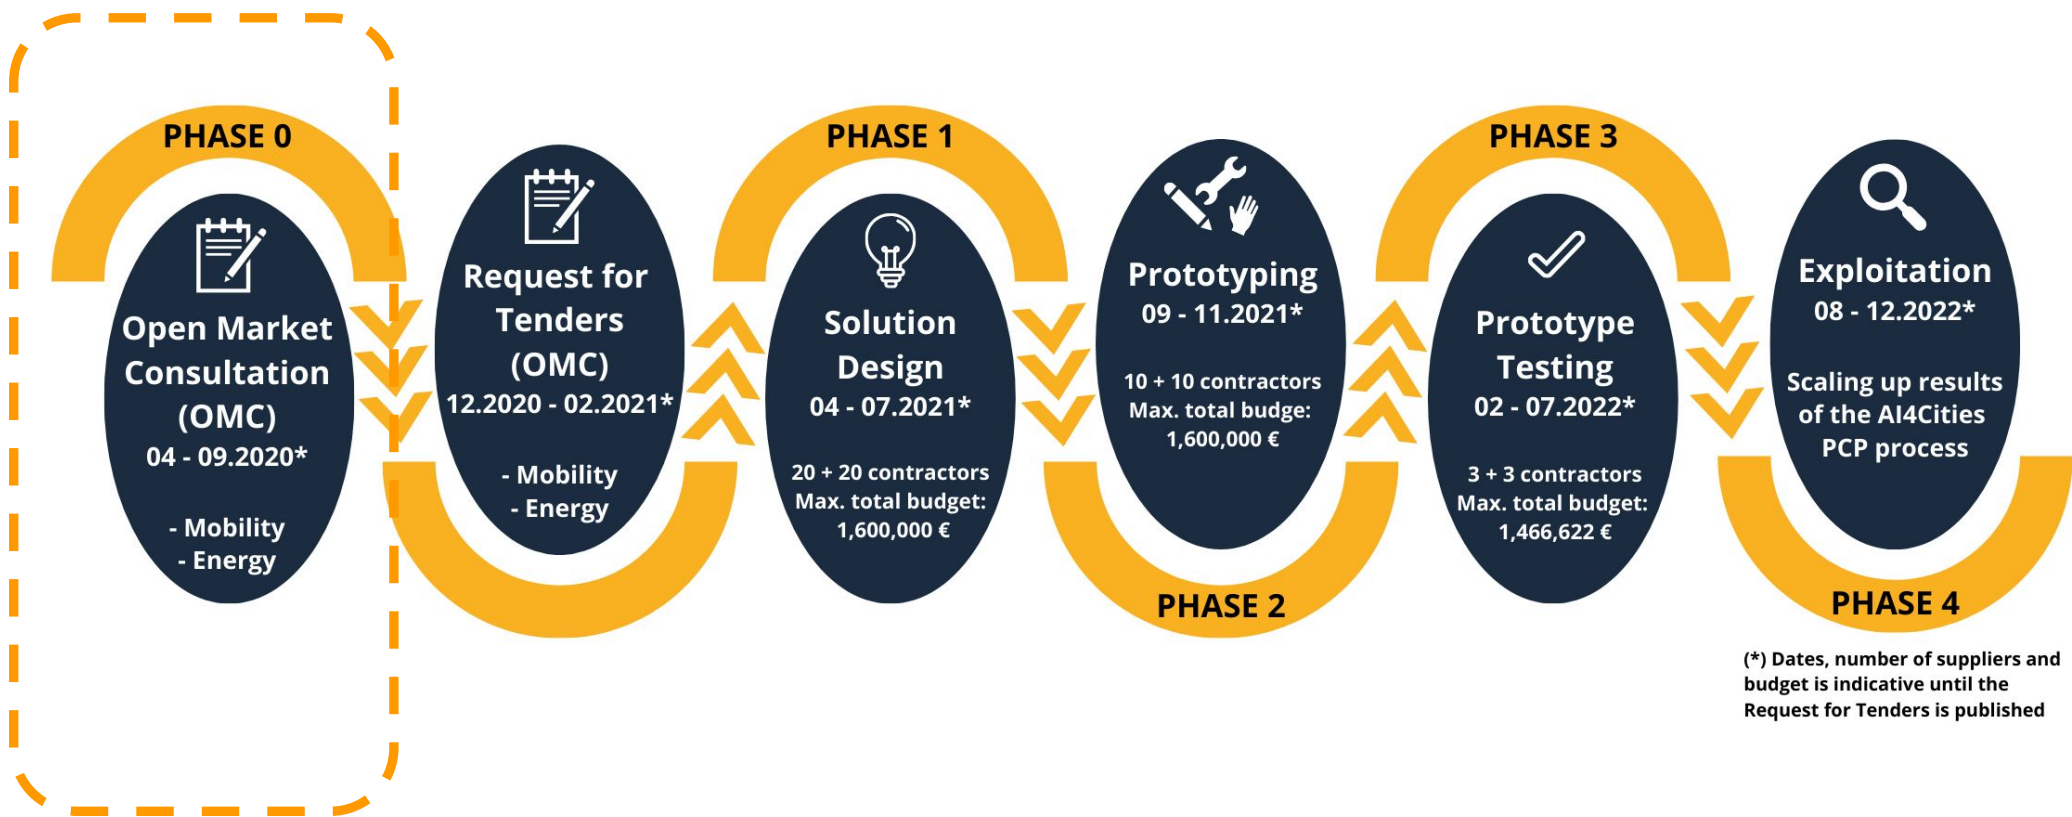 PHASE 0
Open Market
Consultation
(OMC)
04 - 09.2020*
- Mobility
- Energy
Request for
Tenders
(OMC)
12.2020 - 02.2021*
- Mobility
- Energy
PHASE 1
Solution
Design
04 - 07.2021*
20 + 20 contractors
Max. total budget:
1,600,000 €
Prototyping
09 - 11.2021*
10 + 10 contractors
Max. total budge:
1,600,000 €
PHASE 2
PHASE 3
Prototype
Testing
02 - 07.2022*
3 + 3 contractors
Max. total budget:
1,466,622 €
Exploitation
08 - 12.2022*
Scaling up results
of the AI4Cities
PCP process
PHASE 4
(*) Dates, number of suppliers and
budget is indicative until the
Request for Tenders is published